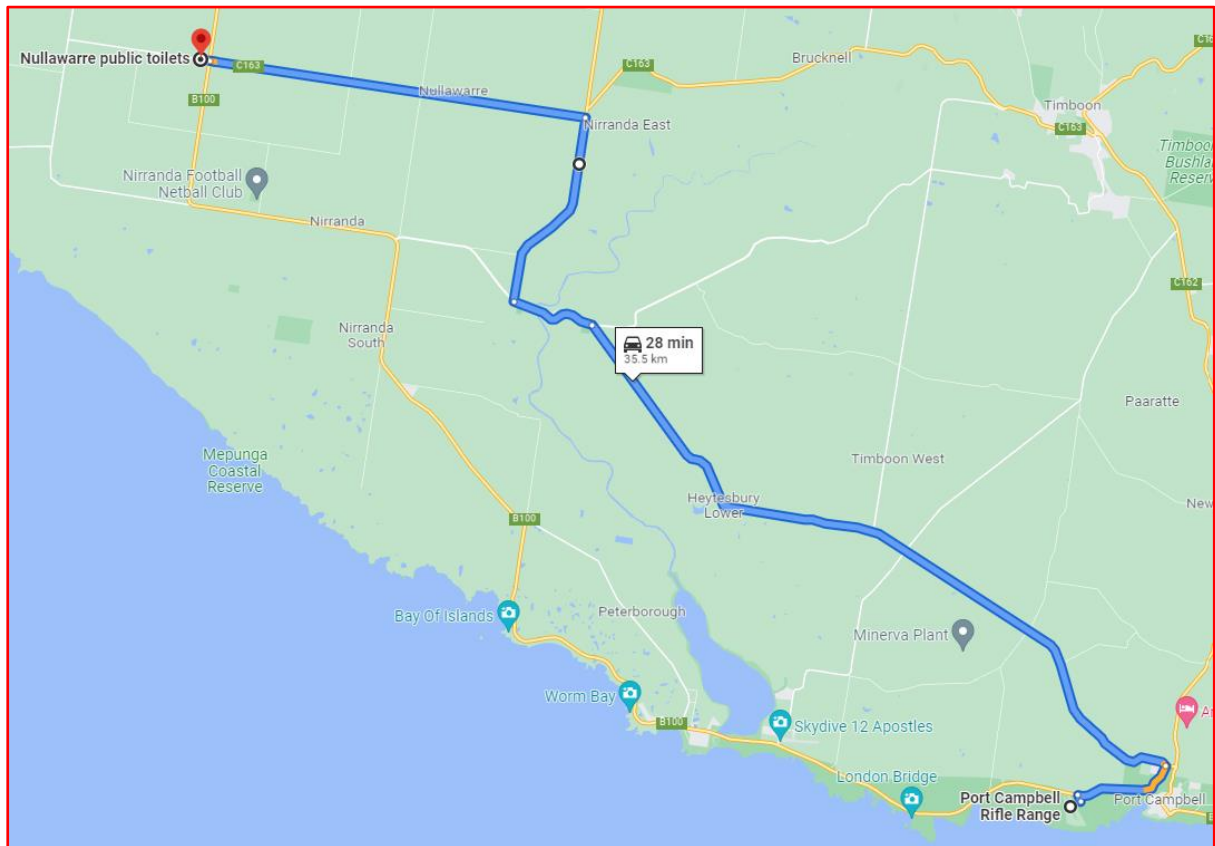 Nullawarre public toilets
C163
B100
Nullawarre
C163
Brucknell
Timboon
C163
Nirranda East
Nirranda Football
Netball Club
Nirranda
C162
Nirranda
South
28 min
35.5 km
Paaratte
Mepunga
Coastal
Reserve
Timboon West
Heytesbury
Lower
B100
Bay Of Islands
Peterborough
Minerva Plant
Worm Bay
B100
Skydive 12 Apostles
London Bridge
Port Campbell
Rifle Range
Port Campbell